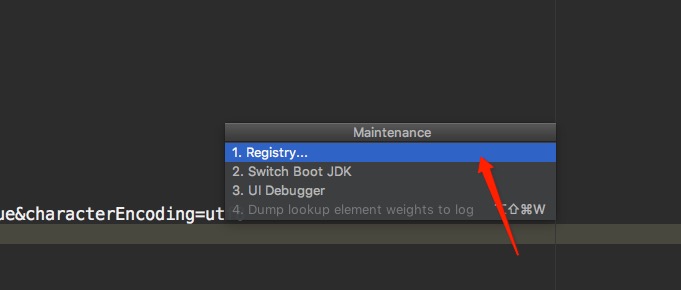 Maintenance
1. Registry...
2. Switch Boot JDK
3. UI Debugger
4. Dump lookup element weights to log ⌥⇧⌘W
ue&characterEncoding=ut